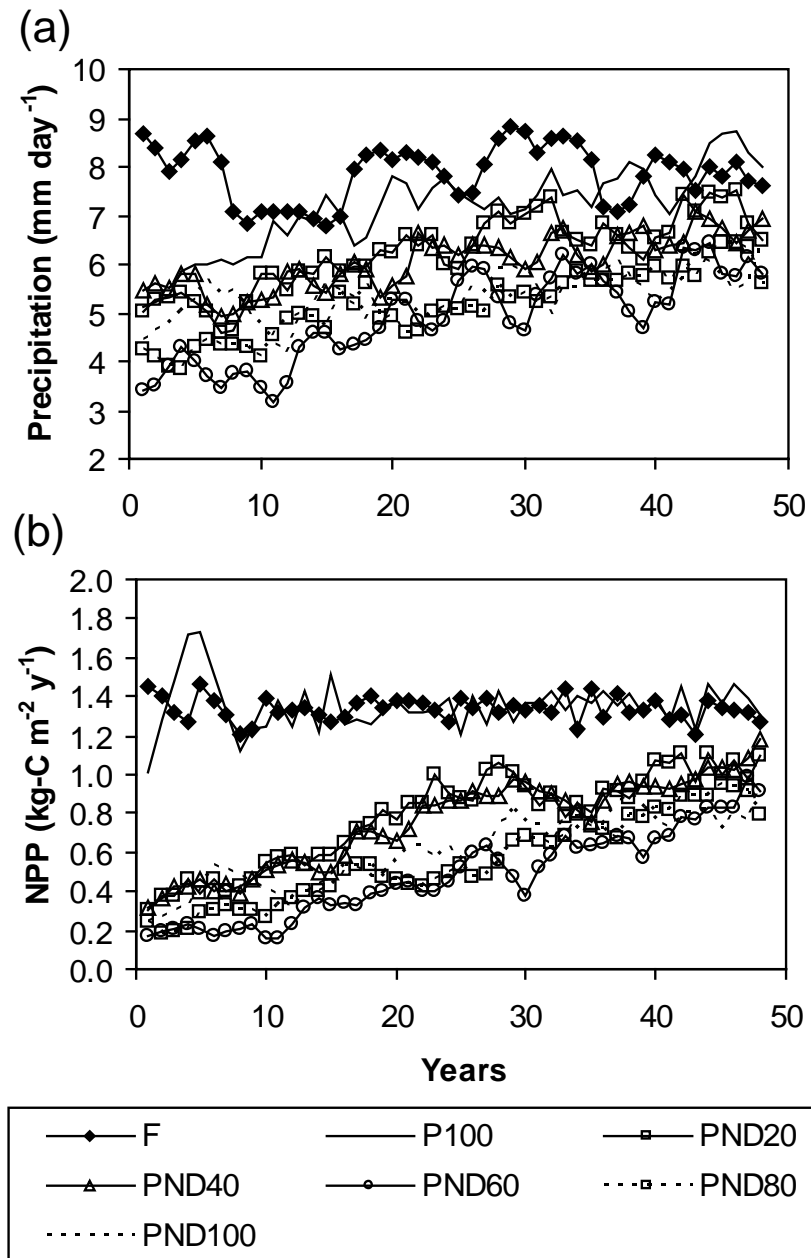 (a)
Precipitation (mm day-1)
10
9
8
7
6
5
4
3
2
0 10 20 30 40 50
(b)
NPP (kg-C m-2 y-1)
2.0
1.8
1.6
1.4
1.2
1.0
0.8
0.6
0.4
0.2
0.0
0 10 20 30 40 50
Years
F P100 PND20
PND40 PND60 PND80
PND100